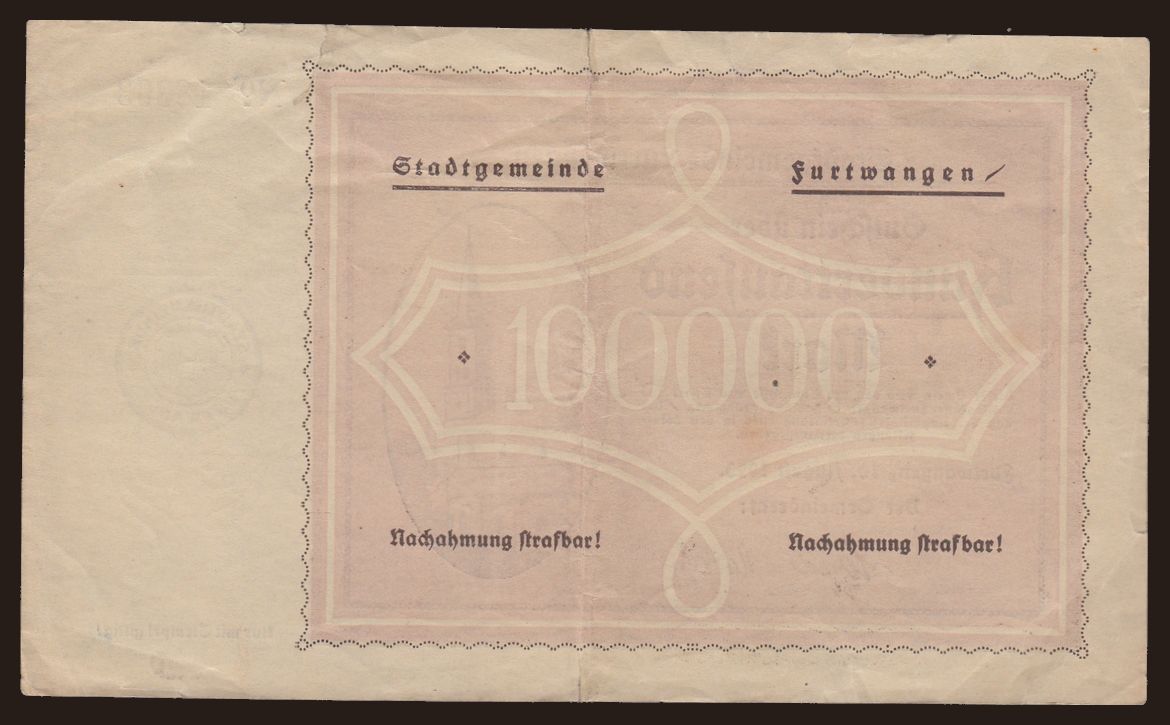 Stadtgemeinde Furtwangen
100000
Nachahmung strafbar! Nachahmung strafbar!